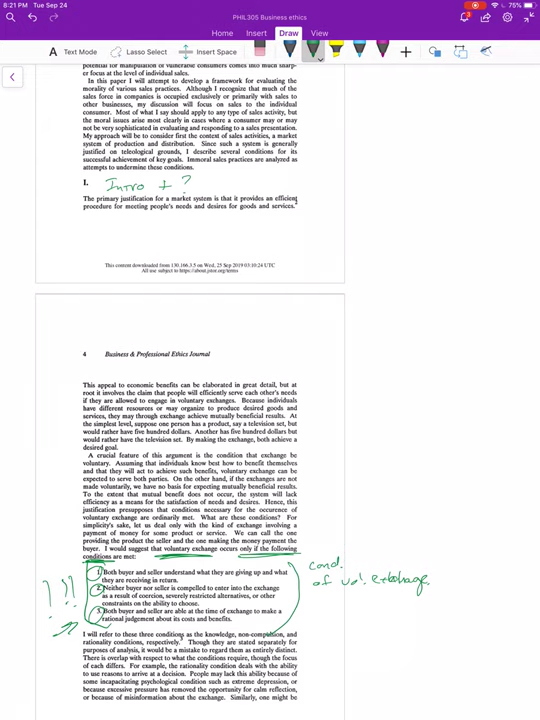 8:21 PM Tue Sep 24
75%
PHIL305 Business ethics
3
Home Insert Draw View
A Text Mode Lasso Select Insert Space
potential for manipulation of vulnerable consumers comes into much sharp-
er focus at the level of individual sales.
In this paper I will attempt to develop a framework for evaluating the
morality of various sales practices. Although I recognize that much of the
sales force in companies is occupied exclusively or primarily with sales to
other businesses, my discussion will focus on sales to the individual
consumer. Most of what I say should apply to any type of sales activity, but
the moral issues arise most clearly in cases where a consumer may or may
not be very sophisticated in evaluating and responding to a sales presentation.
My approach will be to consider first the context of sales activities, a market
system of production and distribution. Since such a system is generally
justified on teleological grounds, I describe several conditions for its
successful achievement of key goals. Immoral sales practices are analyzed as
attempts to undermine these conditions.
I. Intro + ?
The primary justification for a market system is that it provides an efficient
procedure for meeting people's needs and desires for goods and services.2
This content downloaded from 130.166.3.5 on Wed, 25 Sep 2019 03:10:24 UTC
All use subject to https://about.jstor.org/terms
4 Business & Professional Ethics Journal
This appeal to economic benefits can be elaborated in great detail, but at
root it involves the claim that people will efficiently serve each other's needs
if they are allowed to engage in voluntary exchanges. Because individuals
have different resources or may organize to produce desired goods and
services, they may through exchange achieve mutually beneficial results. At
the simplest level, suppose one person has a product, say a television set, but
would rather have five hundred dollars. Another has five hundred dollars but
would rather have the television set. By making the exchange, both achieve a
desired goal.
A crucial feature of this argument is the condition that exchange be
voluntary. Assuming that individuals know best how to benefit themselves
and that they will act to achieve such benefits, voluntary exchange can be
expected to serve both parties. On the other hand, if the exchanges are
not made voluntarily, we have no basis for expecting mutually beneficial results.
To the extent that mutual benefit does not occur, the system will lack
efficiency as a means for the satisfaction of needs and desires. Hence, this
justification presupposes that conditions necessary for the occurrence of
voluntary exchange are ordinarily met. What are these conditions? For
simplicity's sake, let us deal only with the kind of exchange involving a
payment of money for some product or service. We can call the one
providing the product the seller and the one making the money payment the
buyer. I would suggest that voluntary exchange occurs only if the following
conditions are met:
1. Both buyer and seller understand what they are giving up and what
they are receiving in return.
2. Neither buyer nor seller is compelled to enter into the exchange
as a result of coercion, severely restricted alternatives, or other
constraints on the ability to choose.
3. Both buyer and seller are able at the time of exchange to make a
rational judgement about its costs and benefits.
cond.
of vol. exchange.
!!!
I will refer to these three conditions as the knowledge, non-compulsion, and
rationality conditions, respectively.3 Though they are stated separately for
purposes of analysis, it would be a mistake to regard them as entirely distinct.
There is overlap with respect to what the conditions require, though the focus
of each differs. For example, the rationality condition deals with the ability
to use reasons to arrive at a decision. People may lack this ability because of
some incapacitating psychological condition such as extreme depression, or
because excessive pressure has removed the opportunity for calm reflection,
or because of misinformation about the exchange. Similarly, one might be